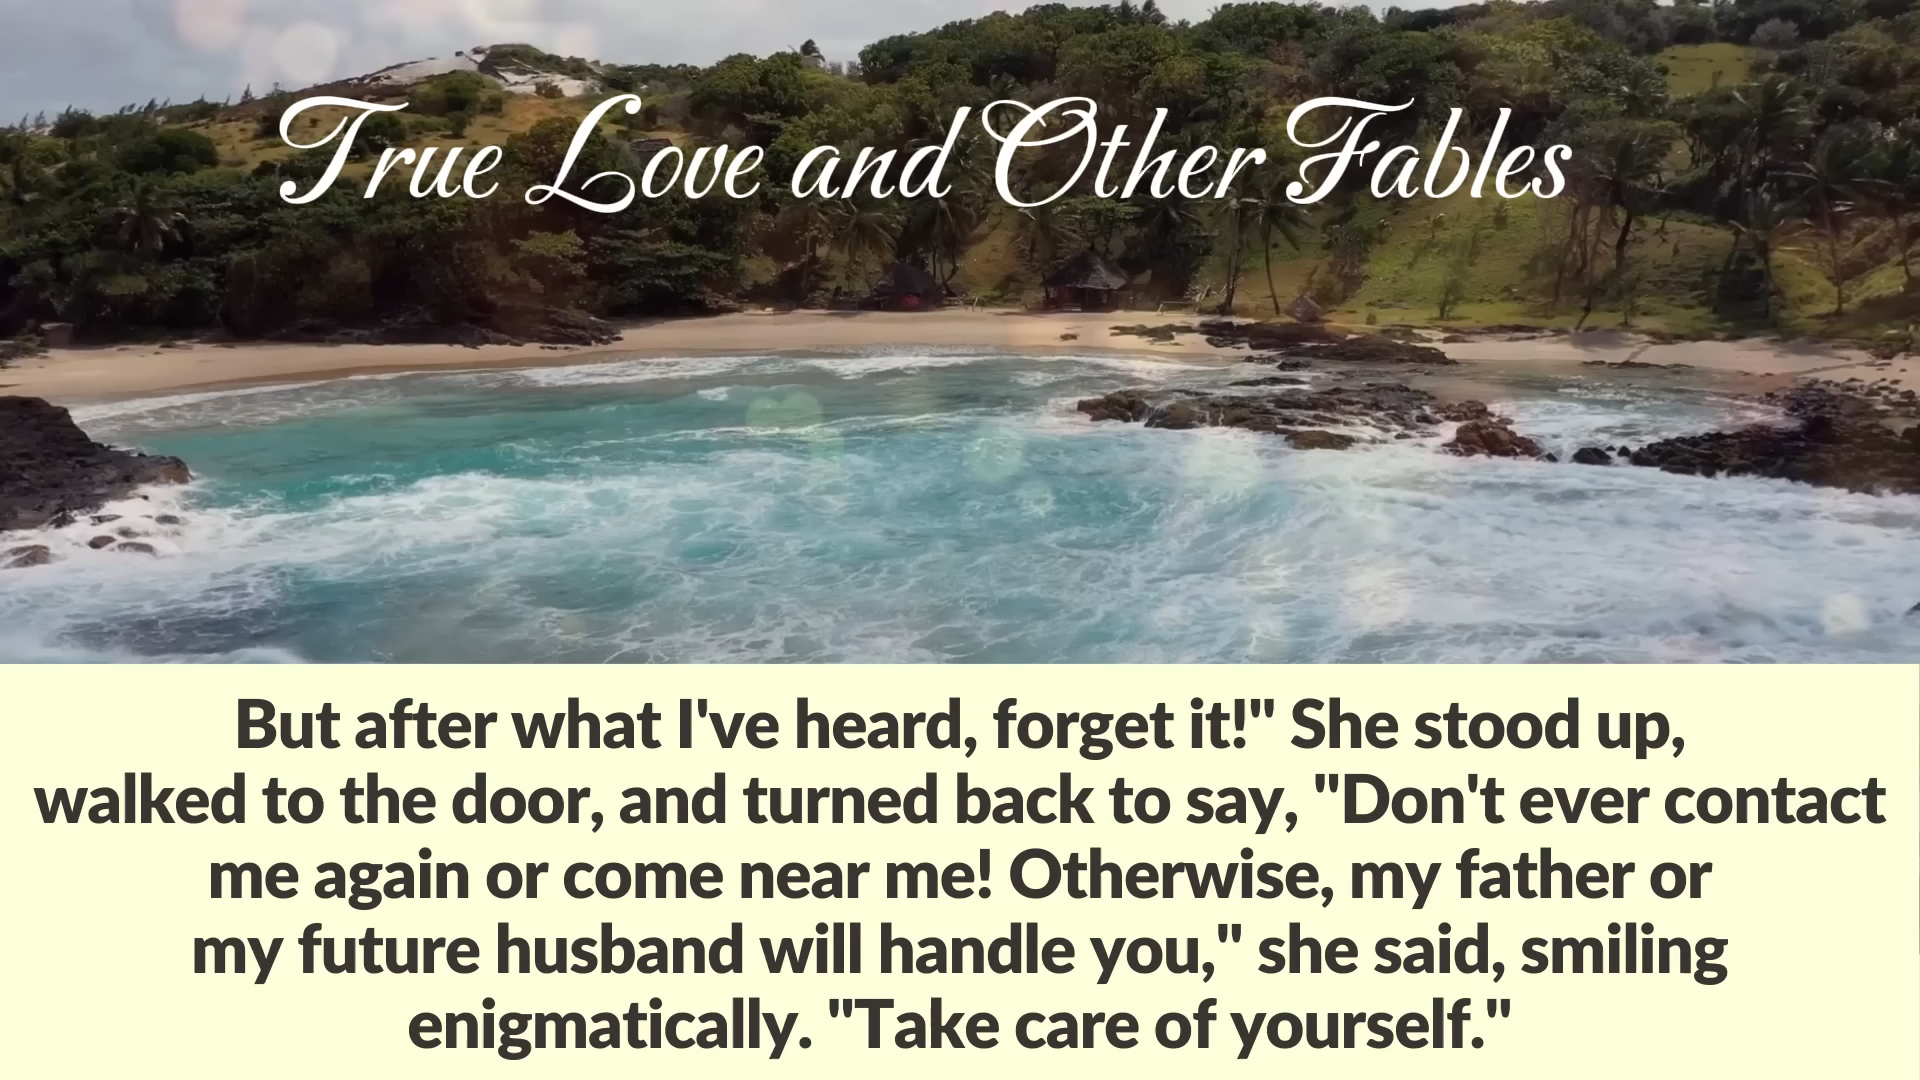 True Love and Other Fables
But after what I've heard, forget it!" She stood up,
walked to the door, and turned back to say, "Don't ever contact
me again or come near me! Otherwise, my father or
my future husband will handle you," she said, smiling
enigmatically. "Take care of yourself."